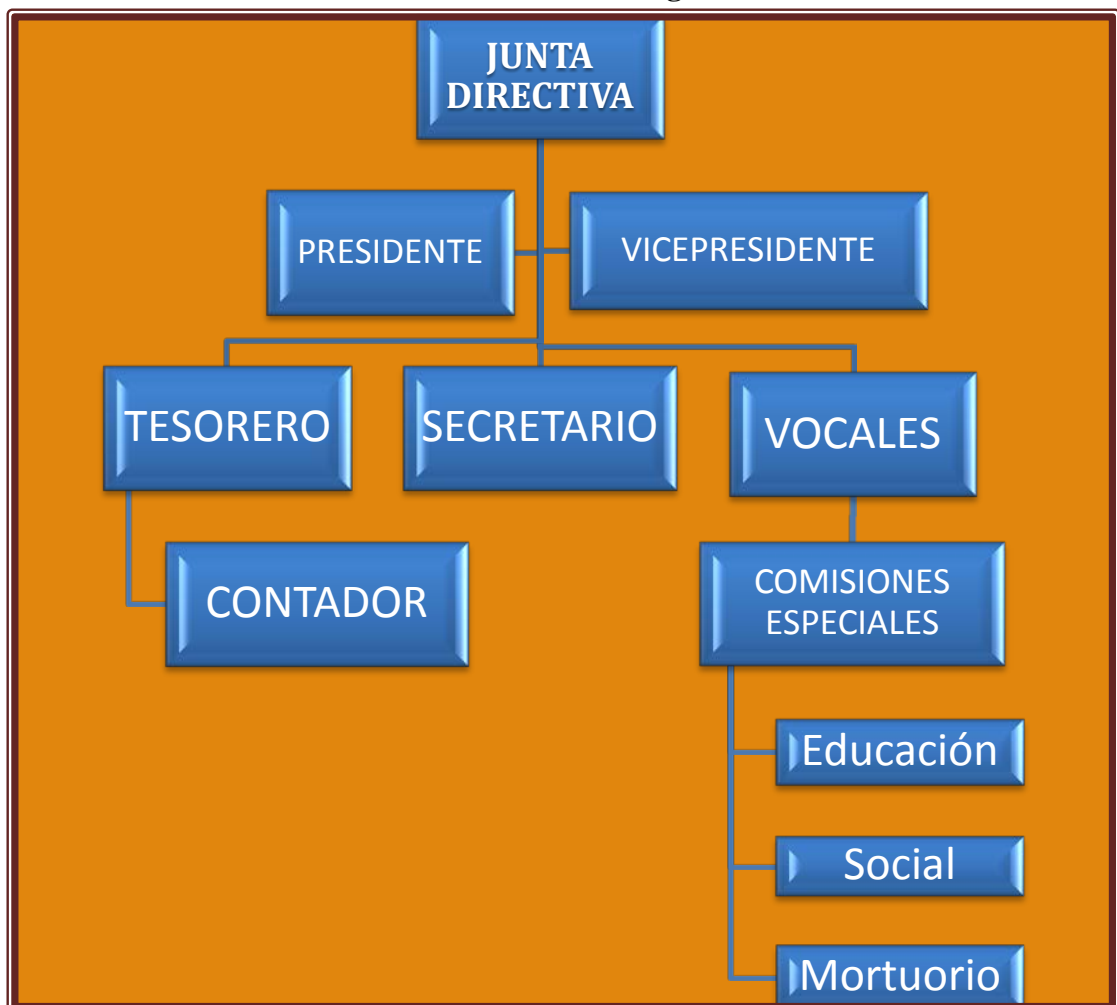 JUNTA
DIRECTIVA
PRESIDENTE
VICEPRESIDENTE
TESORERO
SECRETARIO
VOCALES
CONTADOR
COMISIONES
ESPECIALES
Educación
Social
Mortuorio